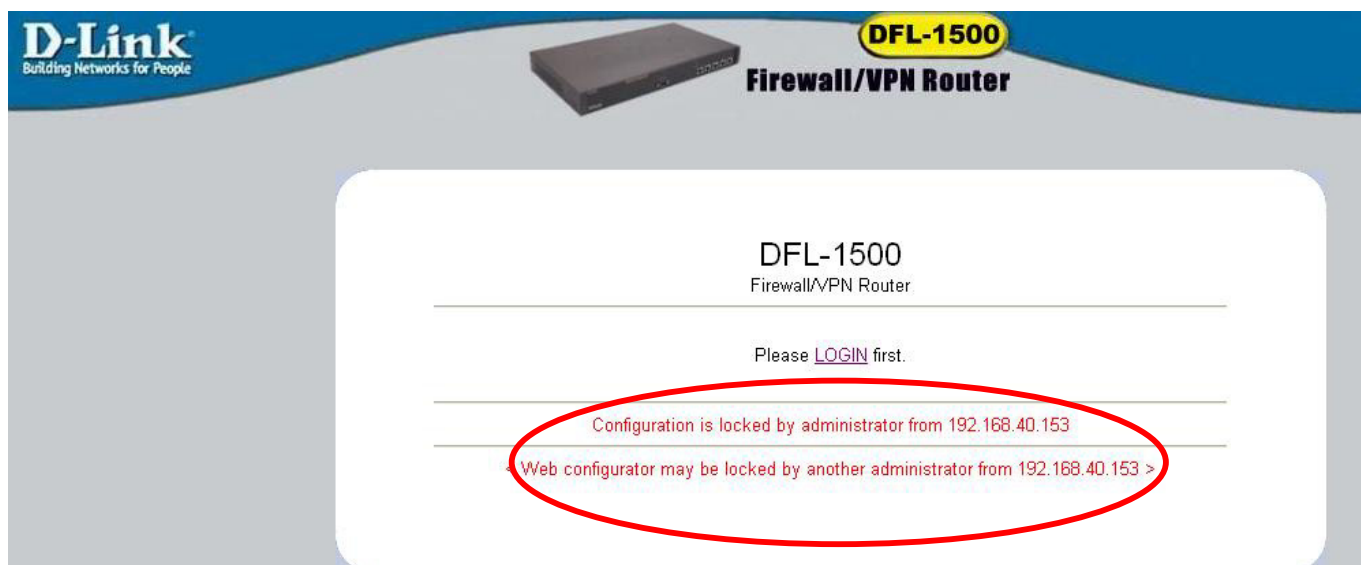 D-Link
Building Networks for People
DFL-1500
Firewall/VPN Router
DFL-1500
Firewall/VPN Router
Please LOGIN first.
Configuration is locked by administrator from 192.168.40.153
< Web configurator may be locked by another administrator from 192.168.40.153 >